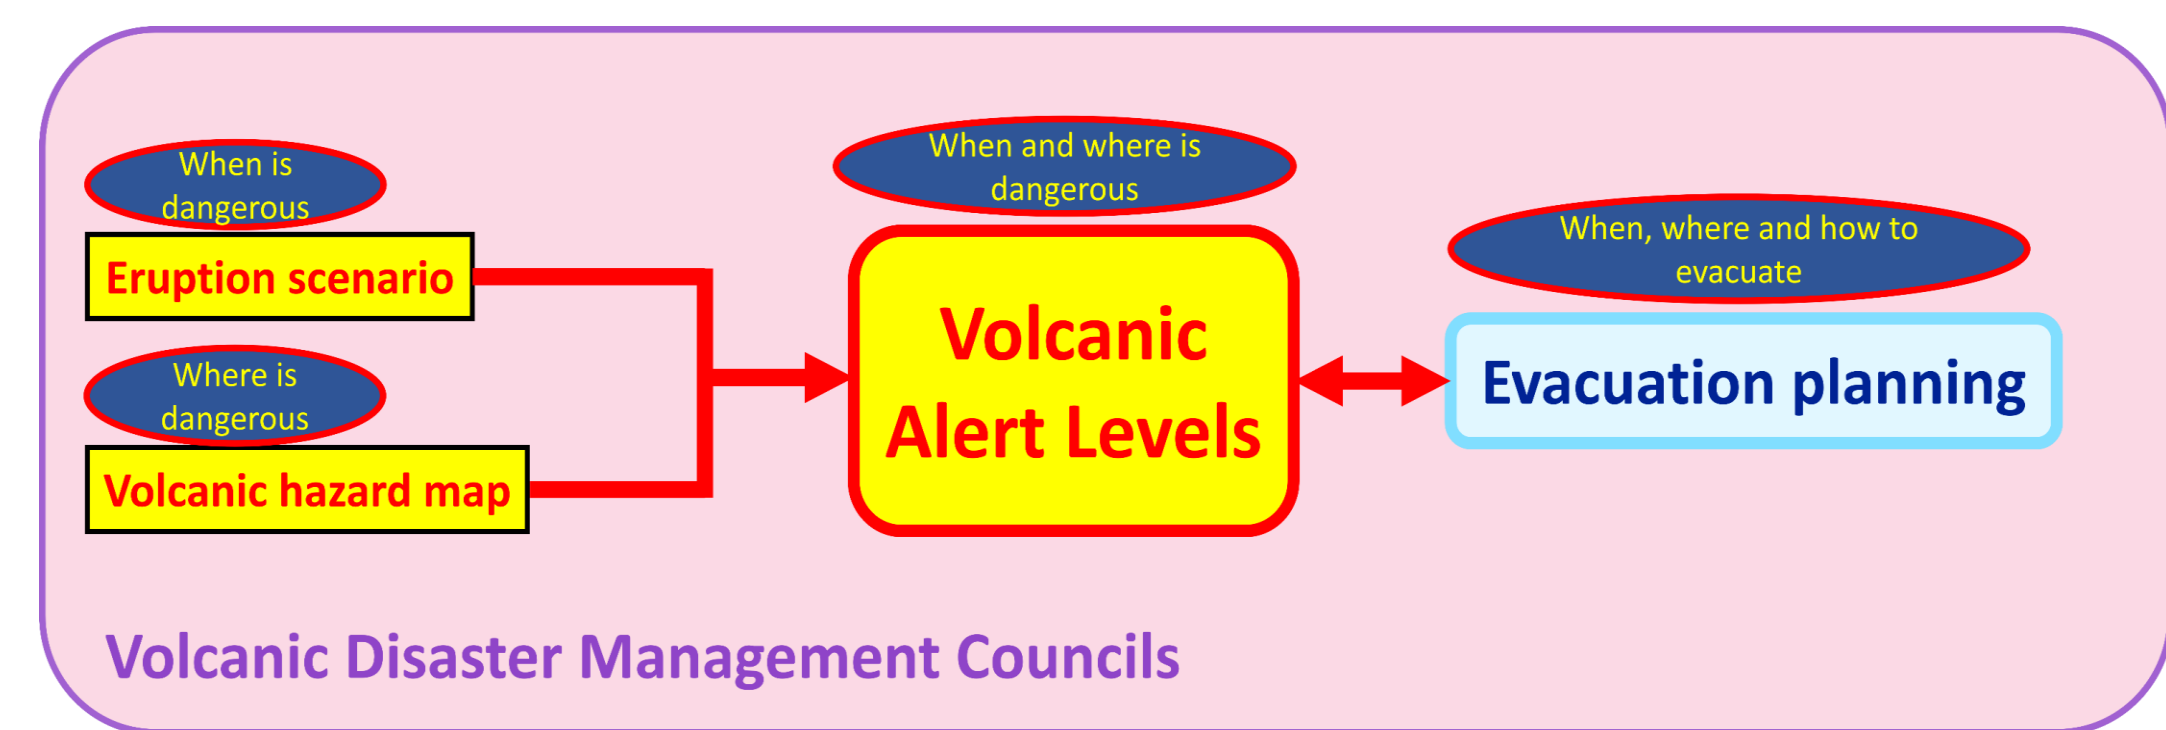 When is
dangerous
Eruption scenario
Where is
dangerous
Volcanic hazard map
When and where is
dangerous
Volcanic
Alert Levels
When, where and how to
evacuate
Evacuation planning
Volcanic Disaster Management Councils